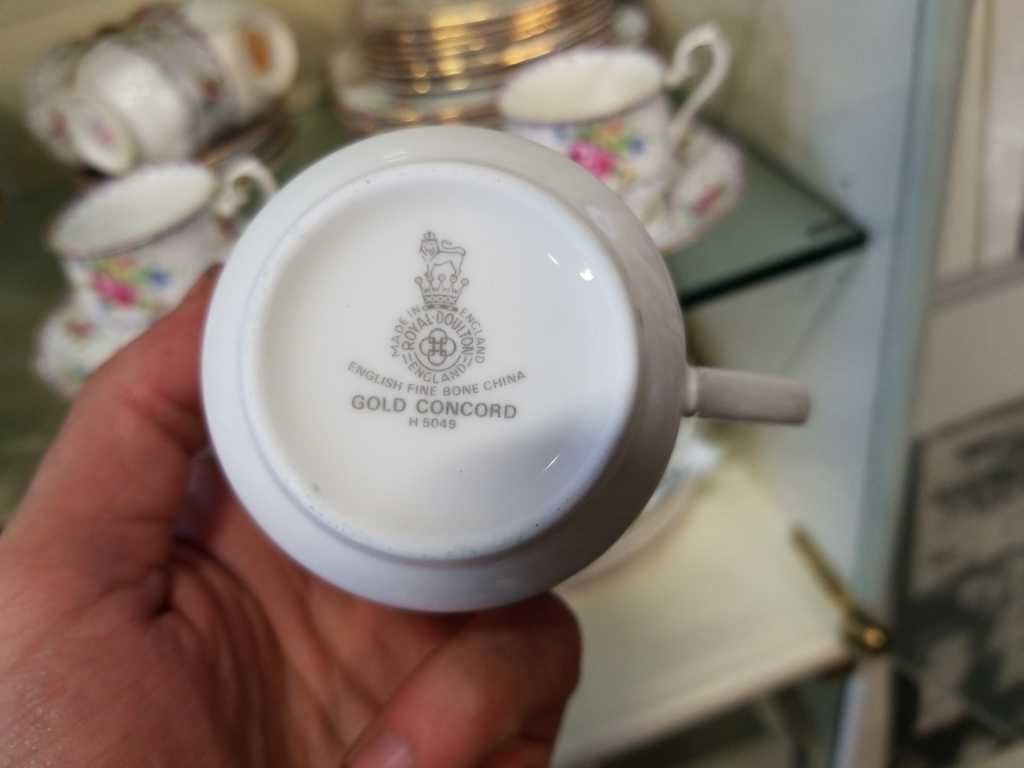 MADE IN ENGLAND
ROYAL·DOULTON
ENGLAND
ENGLISH FINE BONE CHINA
GOLD CONCORD
H 5049